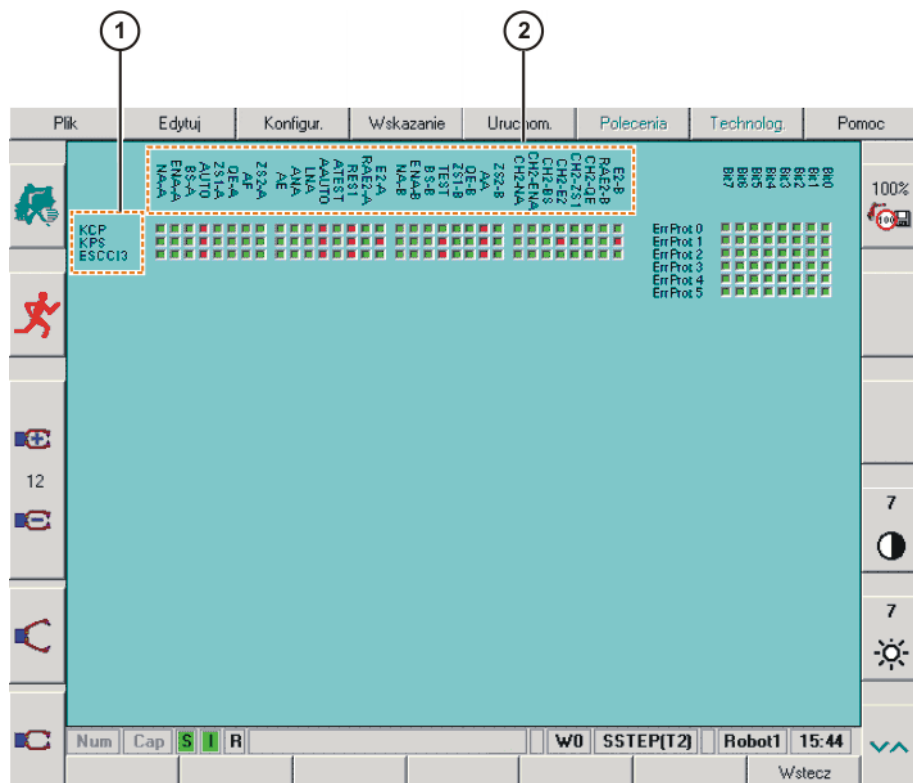 1 2
Plik Edytuj Konfigur. Wskazanie Uruchom. Polecenia Technolog. Pomoc
NA-A ENA-A BS-A AUTO ZS1-A QE-A AF ZS2-A AE ANA LNA AAUTO ATEST RES1 RAE2-A E2-A NA-B ENA-B BS-B TEST ZS1-B QE-B AA ZS2-B CH2-NA CH2-ENA CH2-BS CH2-E2 CH2-ZS1 CH2-QE RAE2-B E2-B Bit7 Bit6 Bit5 Bit4 Bit3 Bit2 Bit1 Bit0
100%
100
KCP ErrProt 0
KPS ErrProt 1
ESCCI3 ErrProt 2
ErrProt 3
ErrProt 4
ErrProt 5
12
7
7
Num Cap S I R W0 SSTEP(T2) Robot1 15:44
Wstecz